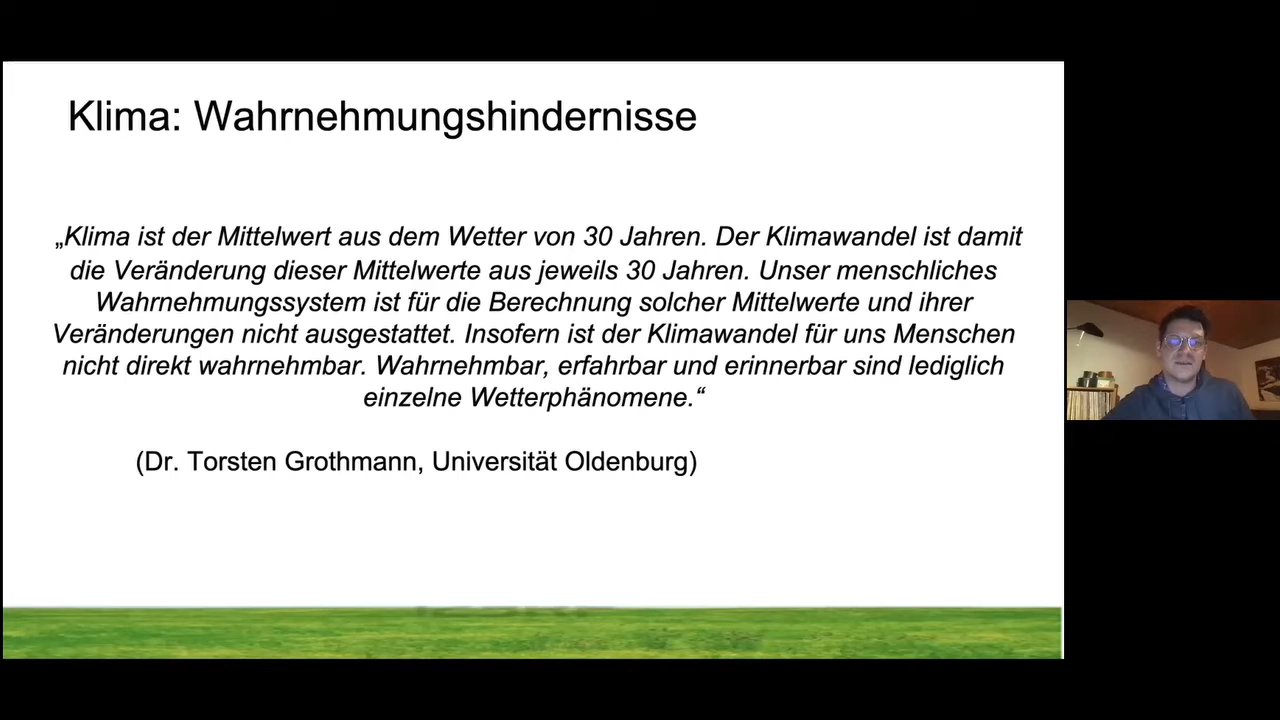 Klima: Wahrnehmungshindernisse
„Klima ist der Mittelwert aus dem Wetter von 30 Jahren. Der Klimawandel ist damit
die Veränderung dieser Mittelwerte aus jeweils 30 Jahren. Unser menschliches
Wahrnehmungssystem ist für die Berechnung solcher Mittelwerte und ihrer
Veränderungen nicht ausgestattet. Insofern ist der Klimawandel für uns Menschen
nicht direkt wahrnehmbar. Wahrnehmbar, erfahrbar und erinnerbar sind lediglich
einzelne Wetterphänomene.“
(Dr. Torsten Grothmann, Universität Oldenburg)